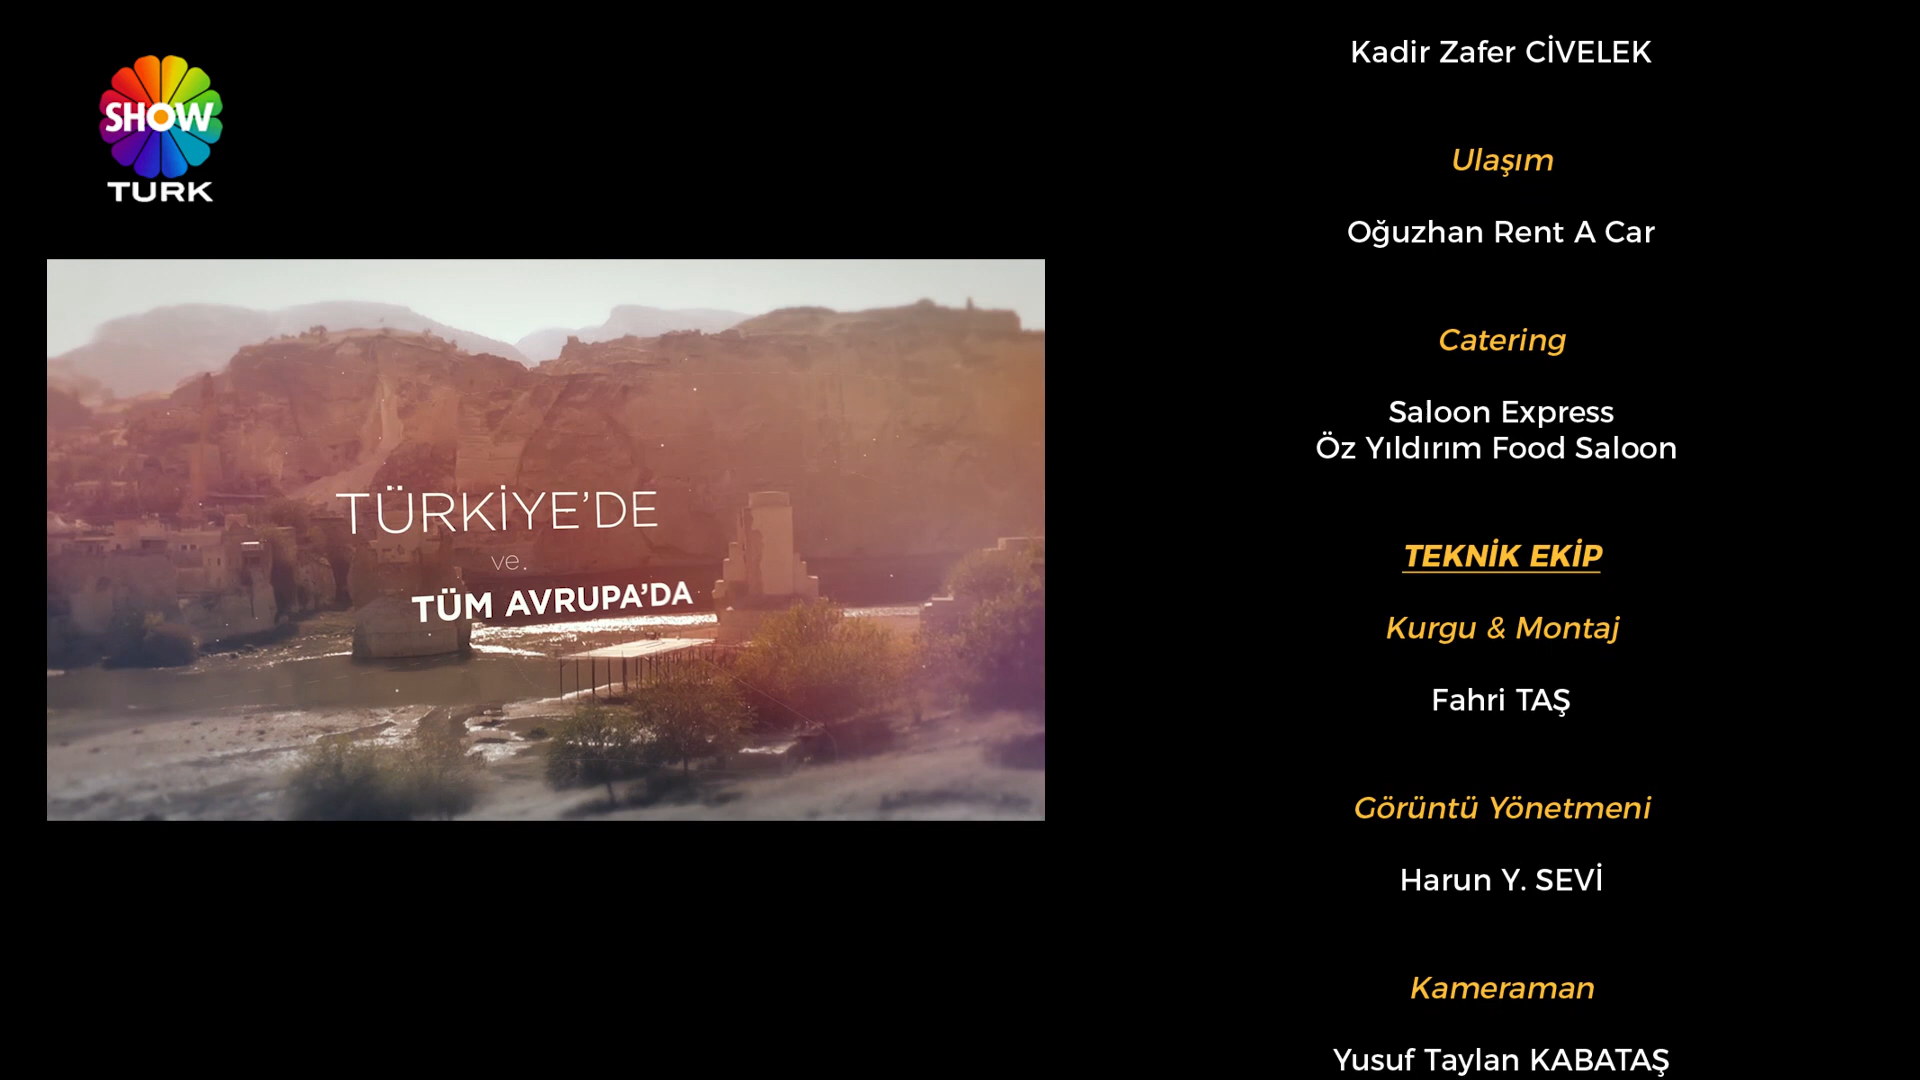 SHOW
TURK
TÜRKİYE'DE
ve.
TÜM AVRUPA'DA
Kadir Zafer CİVELEK
Ulaşım
Oğuzhan Rent A Car
Catering
Saloon Express
Öz Yıldırım Food Saloon
TEKNİK EKİP
Kurgu & Montaj
Fahri TAŞ
Görüntü Yönetmeni
Harun Y. SEVİ
Kameraman
Yusuf Taylan KABATAŞ